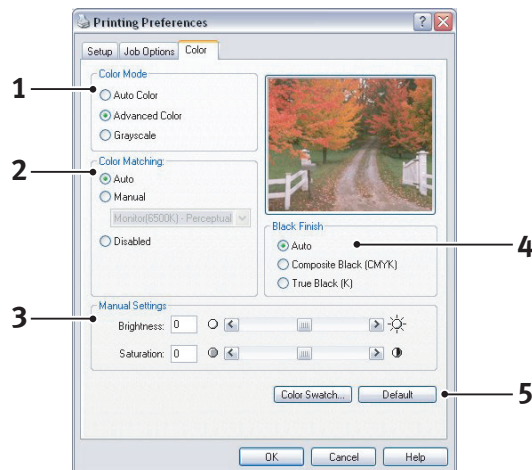 Printing Preferences
Setup Job Options Color
1
Color Mode
Auto Color
Advanced Color
Grayscale
2
Color Matching:
Auto
Manual
Monitor(6500K) - Perceptual
Disabled
Black Finish
Auto
Composite Black (CMYK)
True Black (K)
4
3
Manual Settings
Brightness: 0
Saturation: 0
Color Swatch... Default
5
OK Cancel Help